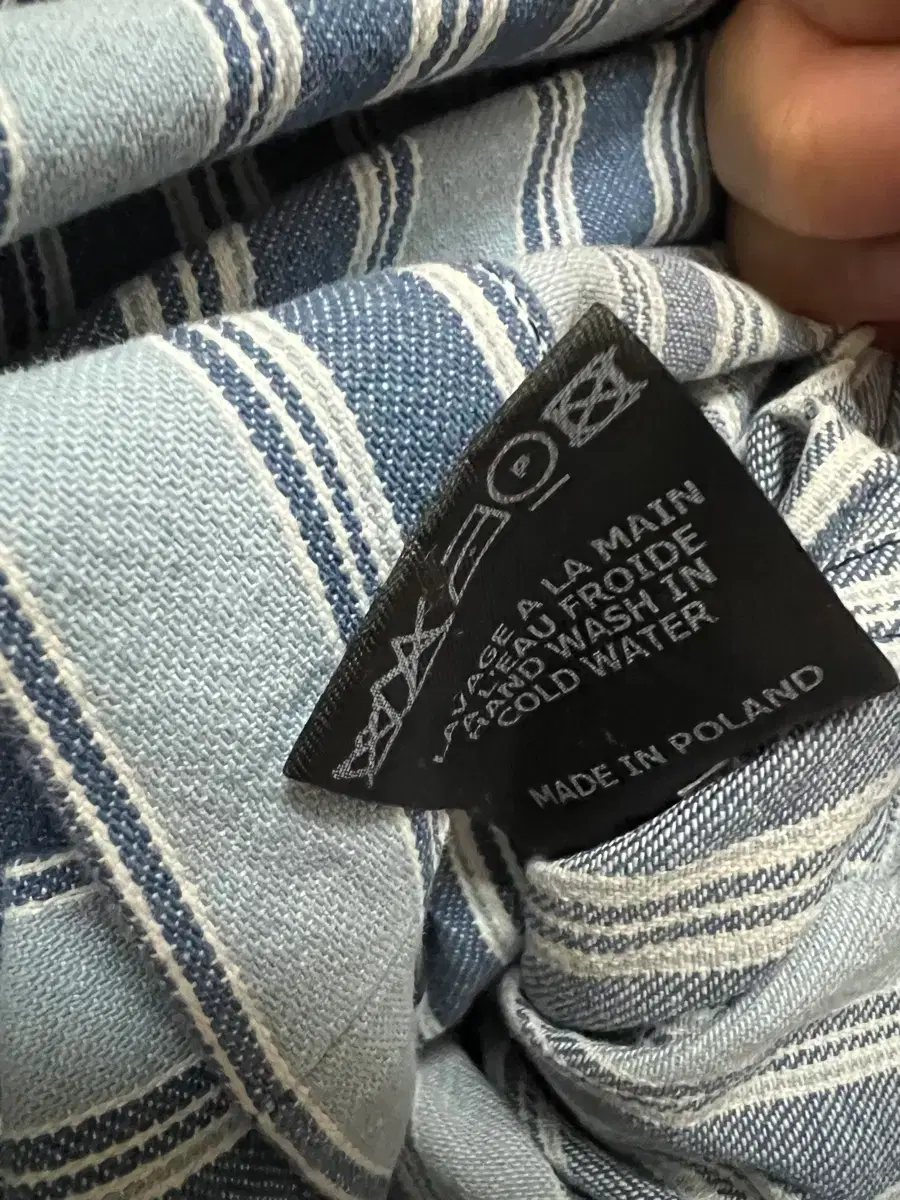 P
LAVAGE A LA MAIN
L'EAU FROIDE
HAND WASH IN
COLD WATER
MADE IN POLAND